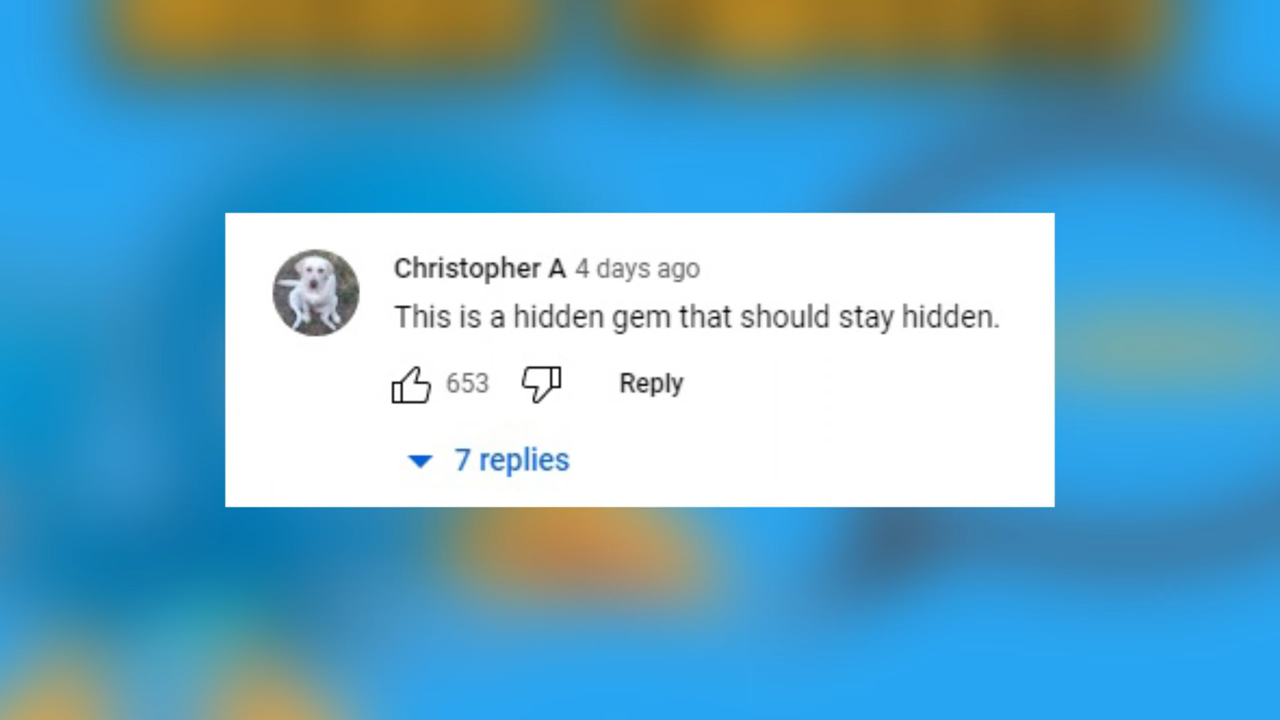 Christopher A 4 days ago
This is a hidden gem that should stay hidden.
653 Reply
7 replies